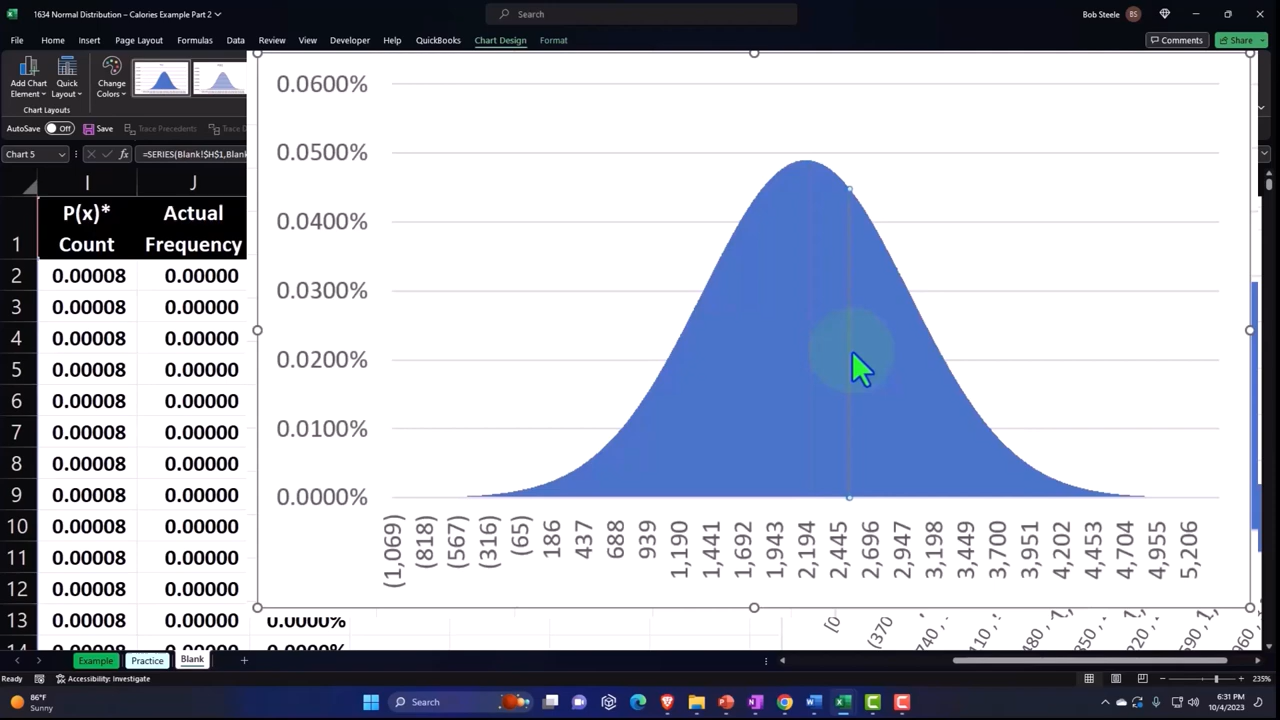 1634 Normal Distribution – Calories Example Part 2
Search
Bob Steele BS
File Home Insert Page Layout Formulas Data Review View Developer Help QuickBooks Chart Design Format
Comments Share
Add Chart Element
Quick Layout
Change Colors
Chart Layouts
AutoSave Off Save Trace Precedents
Chart 5 fx =SERIES(Blank!$H$1,Blank
I J
P(x)* Count Actual Frequency
1
2 0.00008 0.00000
3 0.00008 0.00000
4 0.00008 0.00000
5 0.00008 0.00000
6 0.00008 0.00000
7 0.00008 0.00000
8 0.00008 0.00000
9 0.00008 0.00000
10 0.00008 0.00000
11 0.00008 0.00000
12 0.00008 0.00000
13 0.00008 0.00000 0.0000%
0.0600%
0.0500%
0.0400%
0.0300%
0.0200%
0.0100%
0.0000%
(1,069) (818) (567) (316) (65) 186 437 688 939 1,190 1,441 1,692 1,943 2,194 2,445 2,696 2,947 3,198 3,449 3,700 3,951 4,202 4,453 4,704 4,955 5,206
Example Practice Blank
Ready Accessibility: Investigate 235%
86°F
Sunny
Search
6:31 PM
10/4/2023